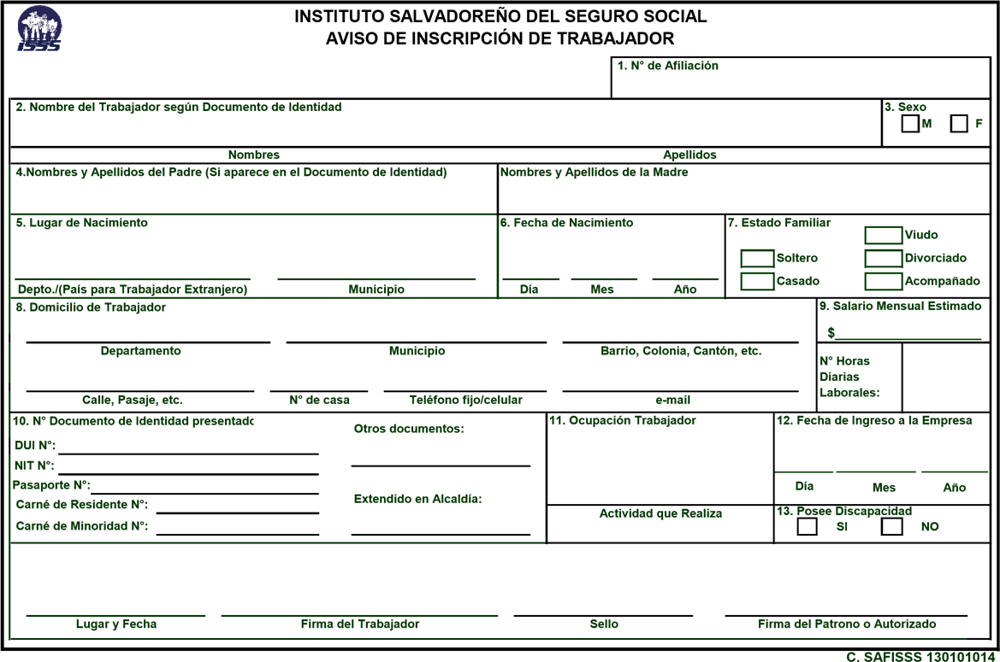 ISSS
INSTITUTO SALVADOREÑO DEL SEGURO SOCIAL
AVISO DE INSCRIPCIÓN DE TRABAJADOR
1. N° de Afiliación
2. Nombre del Trabajador según Documento de Identidad
3. Sexo
M F
Nombres Apellidos
4.Nombres y Apellidos del Padre (Si aparece en el Documento de Identidad)
Nombres y Apellidos de la Madre
5. Lugar de Nacimiento
Depto./(País para Trabajador Extranjero) Municipio
6. Fecha de Nacimiento
Día Mes Año
7. Estado Familiar
Viudo
Soltero Divorciado
Casado Acompañado
8. Domicilio de Trabajador
Departamento Municipio Barrio, Colonia, Cantón, etc.
Calle, Pasaje, etc. N° de casa Teléfono fijo/celular e-mail
9. Salario Mensual Estimado
$
N° Horas
Diarias
Laborales:
10. N° Documento de Identidad presentado
DUI N°:
NIT N°:
Pasaporte N°:
Carné de Residente N°:
Carné de Minoridad N°:
Otros documentos:
Extendido en Alcaldía:
11. Ocupación Trabajador
Actividad que Realiza
12. Fecha de Ingreso a la Empresa
Día Mes Año
13. Posee Discapacidad
SI NO
Lugar y Fecha Firma del Trabajador Sello Firma del Patrono o Autorizado
C. SAFISSS 130101014